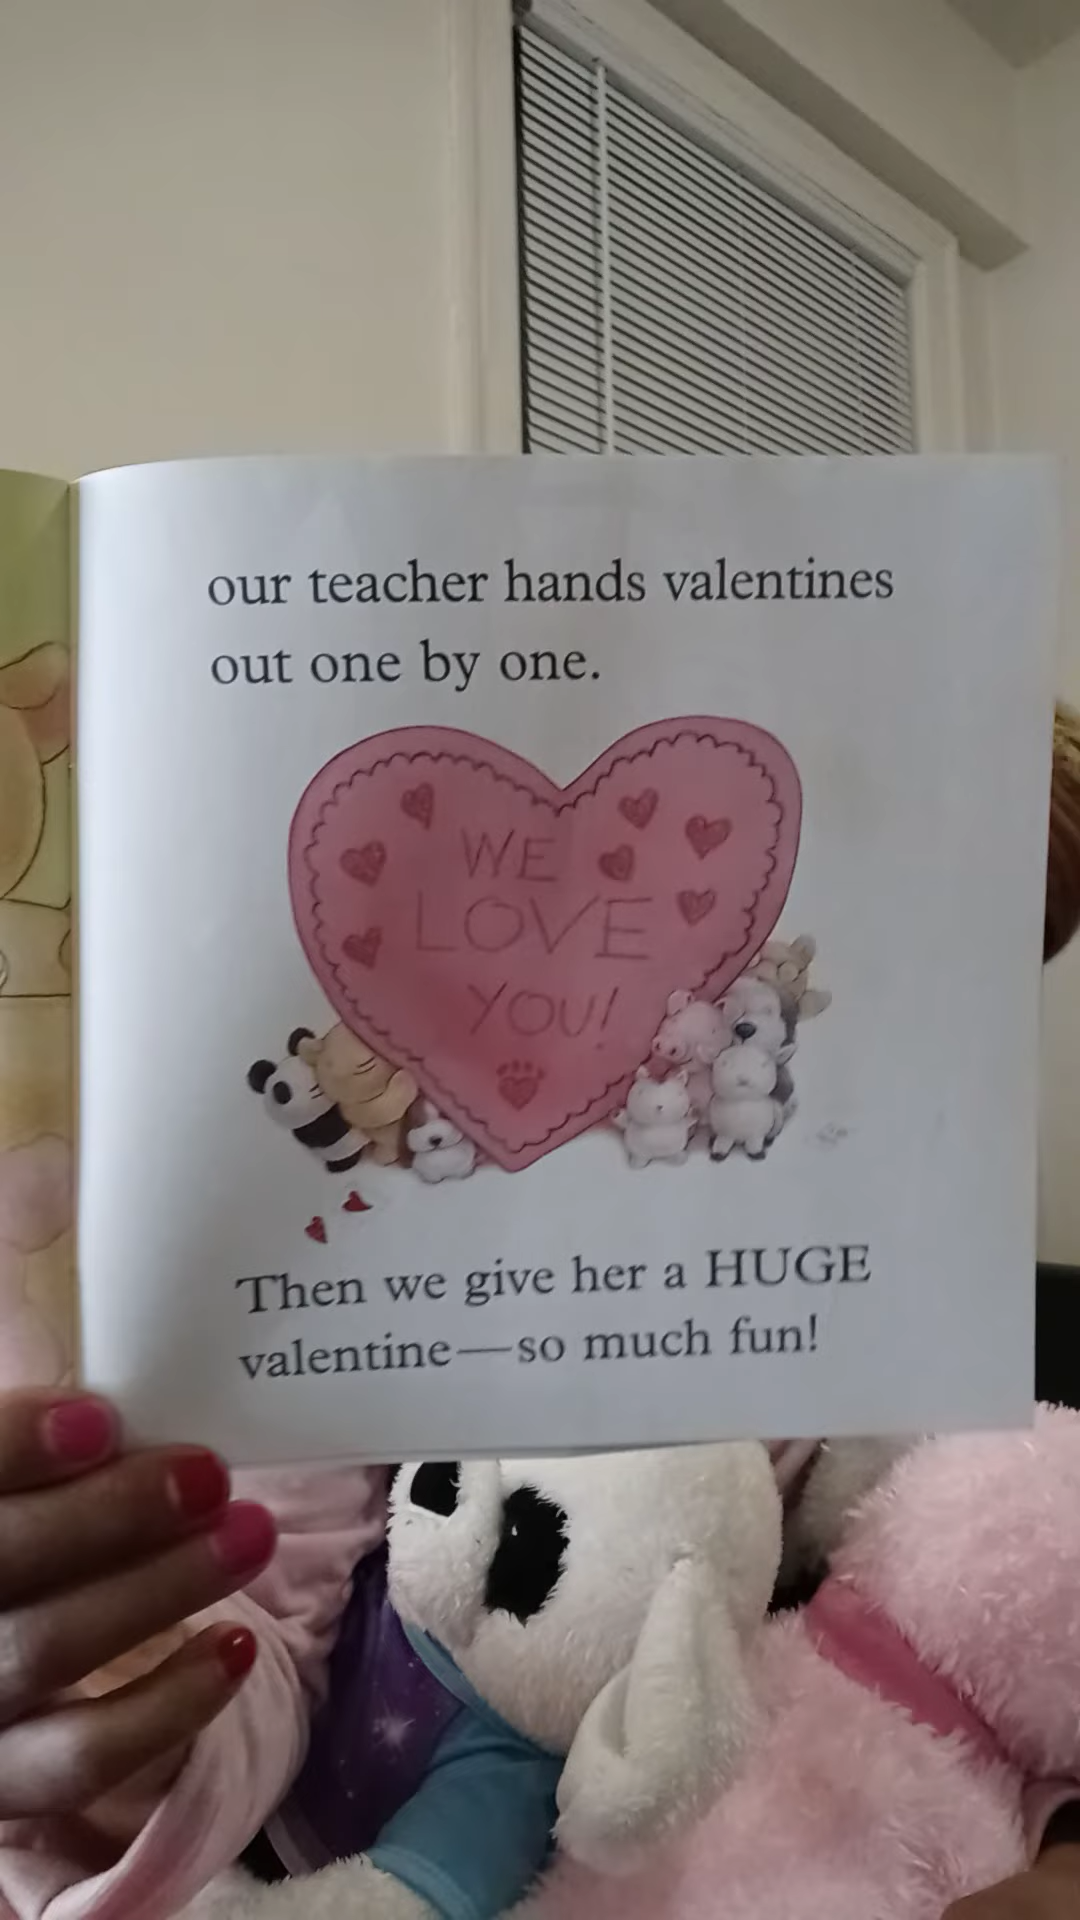 our teacher hands valentines
out one by one.
WE
LOVE
YOU!
Then we give her a HUGE
valentine—so much fun!